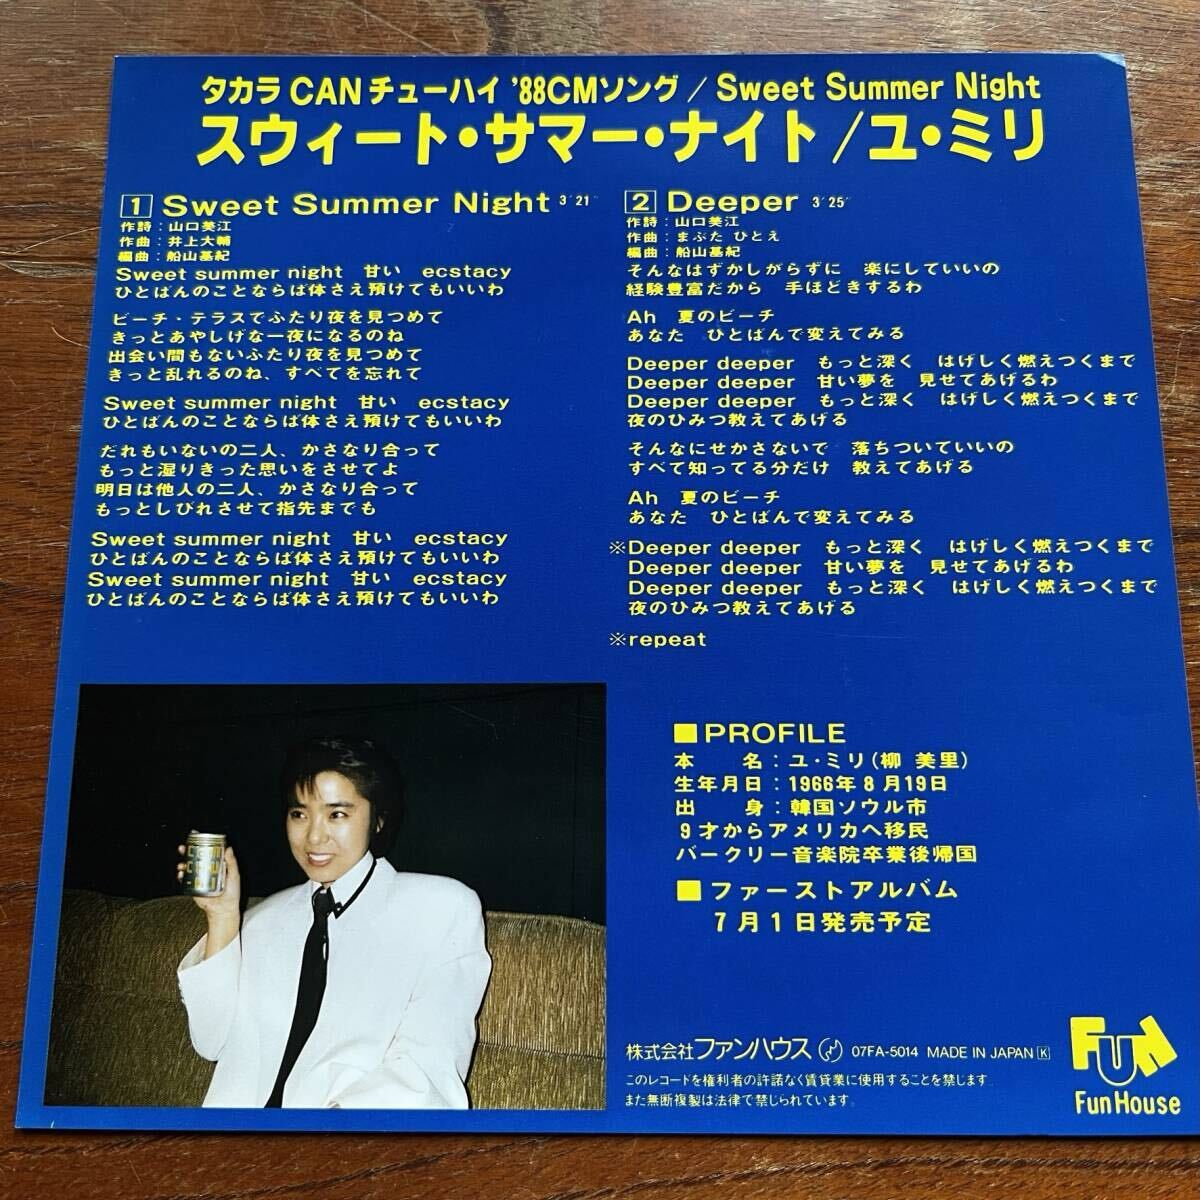 タカラ CAN チューハイ '88CMソング / Sweet Summer Night
スウィート・サマー・ナイト/ユ・ミリ
1 Sweet Summer Night 3′21″
作詩：山口美江
作曲：井上大輔
編曲：船山基紀
Sweet summer night 甘い ecstacy
ひとばんのことならば体さえ預けてもいいわ
ビーチ・テラスでふたり夜を見つめて
きっとあやしげな一夜になるのね
出会い間もないふたり夜を見つめて
きっと乱れるのね、すべてを忘れて
Sweet summer night 甘い ecstacy
ひとばんのことならば体さえ預けてもいいわ
だれもいないの二人、かさなり合って
もっと湿りきった思いをさせてよ
明日は他人の二人、かさなり合って
もっとしびれさせて指先までも
Sweet summer night 甘い ecstacy
ひとばんのことならば体さえ預けてもいいわ
Sweet summer night 甘い ecstacy
ひとばんのことならば体さえ預けてもいいわ
2 Deeper 3′25″
作詩：山口美江
作曲：まぶた ひとえ
編曲：船山基紀
そんなはずかしがらずに 楽にしていいの
経験豊富だから 手ほどきするわ
Ah 夏のビーチ
あなた ひとばんで変えてみる
Deeper deeper もっと深く はげしく燃えつくまで
Deeper deeper 甘い夢を 見せてあげるわ
Deeper deeper もっと深く はげしく燃えつくまで
夜のひみつ教えてあげる
そんなにせかさないで 落ちついていいの
すべて知ってる分だけ 教えてあげる
Ah 夏のビーチ
あなた ひとばんで変えてみる
※Deeper deeper もっと深く はげしく燃えつくまで
Deeper deeper 甘い夢を 見せてあげるわ
Deeper deeper もっと深く はげしく燃えつくまで
夜のひみつ教えてあげる
※repeat
■PROFILE
本 名：ユ・ミリ(柳 美里)
生年月日：1966年8月19日
出 身：韓国ソウル市
9才からアメリカへ移民
バークリー音楽院卒業後帰国
■ファーストアルバム
7月1日発売予定
株式会社ファンハウス 07FA-5014 MADE IN JAPAN K
このレコードを権利者の許諾なく賃貸業に使用することを禁じます
また無断複製は法律で禁じられています。
FUN
Fun House